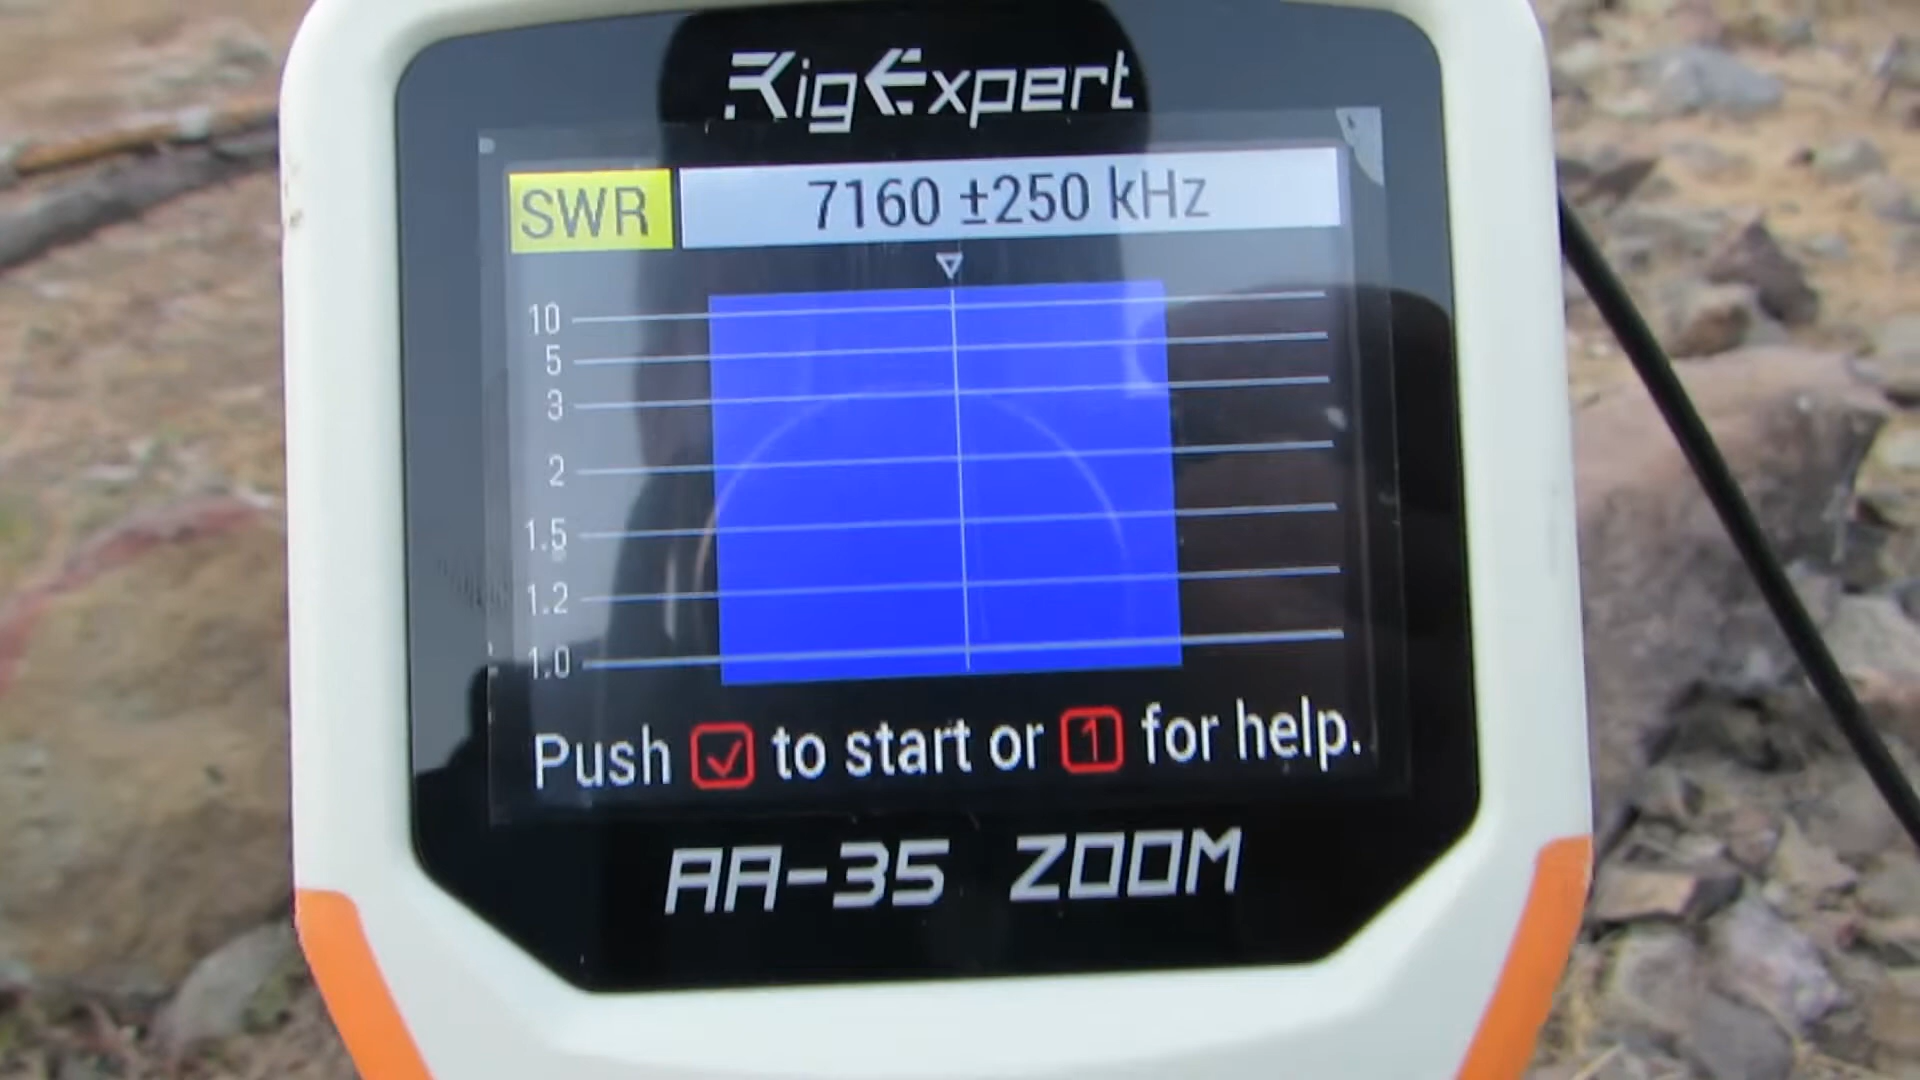 RigExpert
SWR 7160 ±250 kHz
10
5
3
2
1.5
1.2
1.0
Push ✓ to start or 1 for help.
AA-35 ZOOM